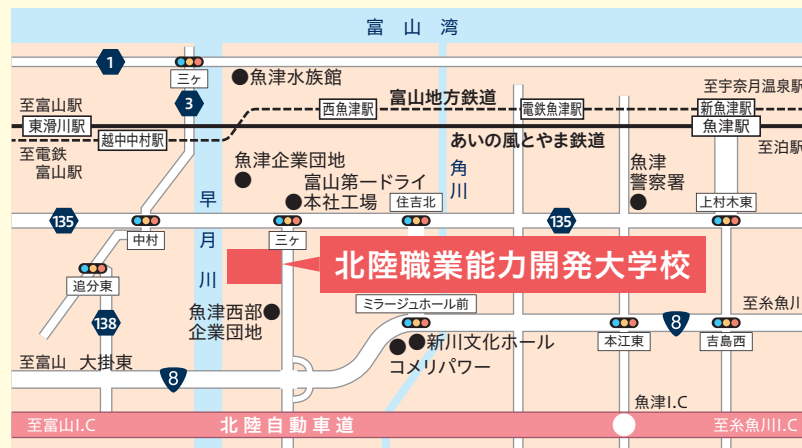 富山湾
1
三ケ
魚津水族館
3
至富山駅
東滑川駅
越中中村駅
至電鉄
富山駅
西魚津駅
富山地方鉄道
電鉄魚津駅
至宇奈月温泉駅
新魚津駅
魚津駅
あいの風とやま鉄道
至泊駅
魚津企業団地
富山第一ドライ
本社工場
住吉北
角川
魚津
警察署
上村木東
135
中村
早月川
三ケ
135
北陸職業能力開発大学校
追分東
138
魚津西部
企業団地
ミラージュホール前
至糸魚川
8
新川文化ホール
コメリパワー
本江東
吉島西
至富山
大掛東
8
魚津I.C
至富山I.C
北陸自動車道
至糸魚川I.C